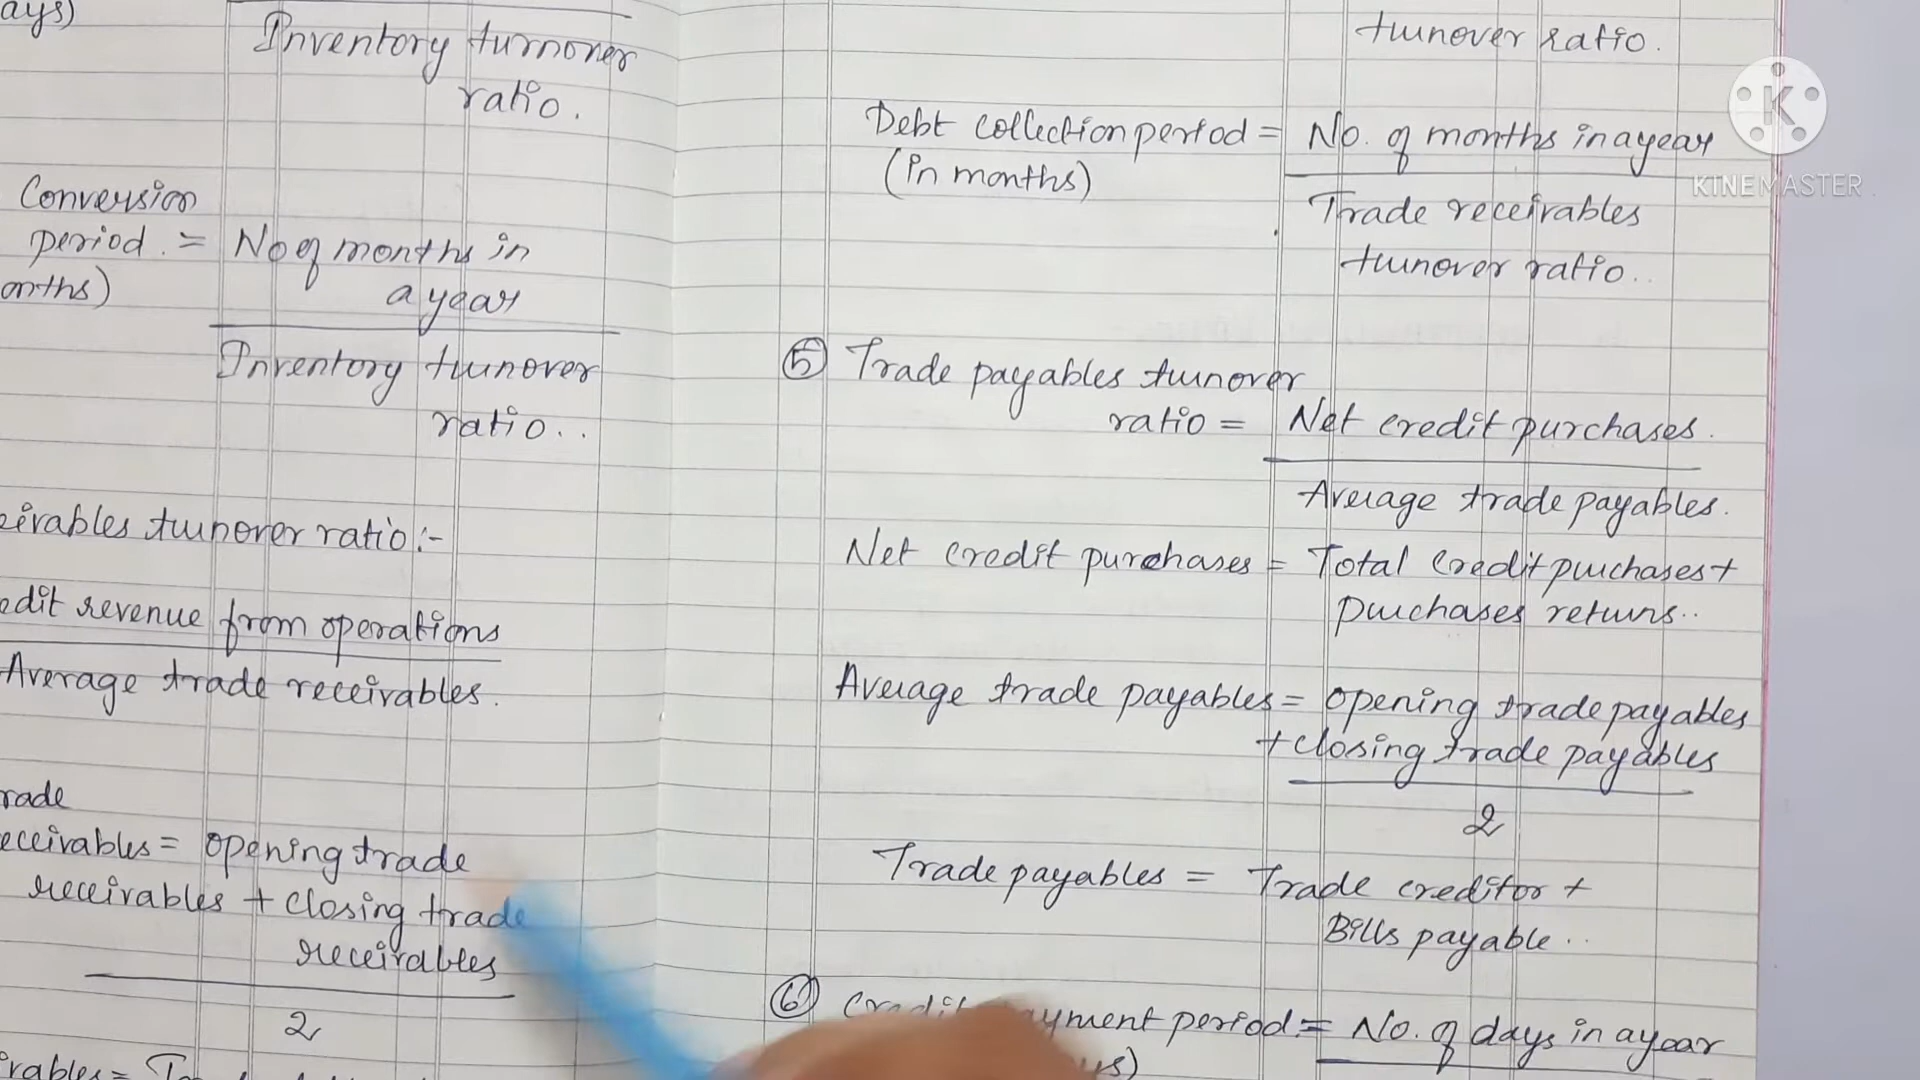 ays)
Inventory turnover
ratio.
Conversion
period. = No of months in
onths) a year
Inventory turnover
ratio..
eivables turnover ratio:-
edit revenue from operations
Average trade receivables.
rade
eceivables = opening trade
receivables + closing trade
receivables
2
ivables =
turnover ratio.
Debt collection period = No. of months in a year
(in months) Trade receivables
turnover ratio..
⑤ Trade payables turnover
ratio = Net credit purchases.
Average trade payables.
Net credit purchases = Total credit purchases +
purchases returns..
Average trade payables = opening trade payables
+ closing trade payables
2
Trade payables = Trade creditor +
Bills payable..
⑥ payment period = No. of days in a year
K
KINEMASTER